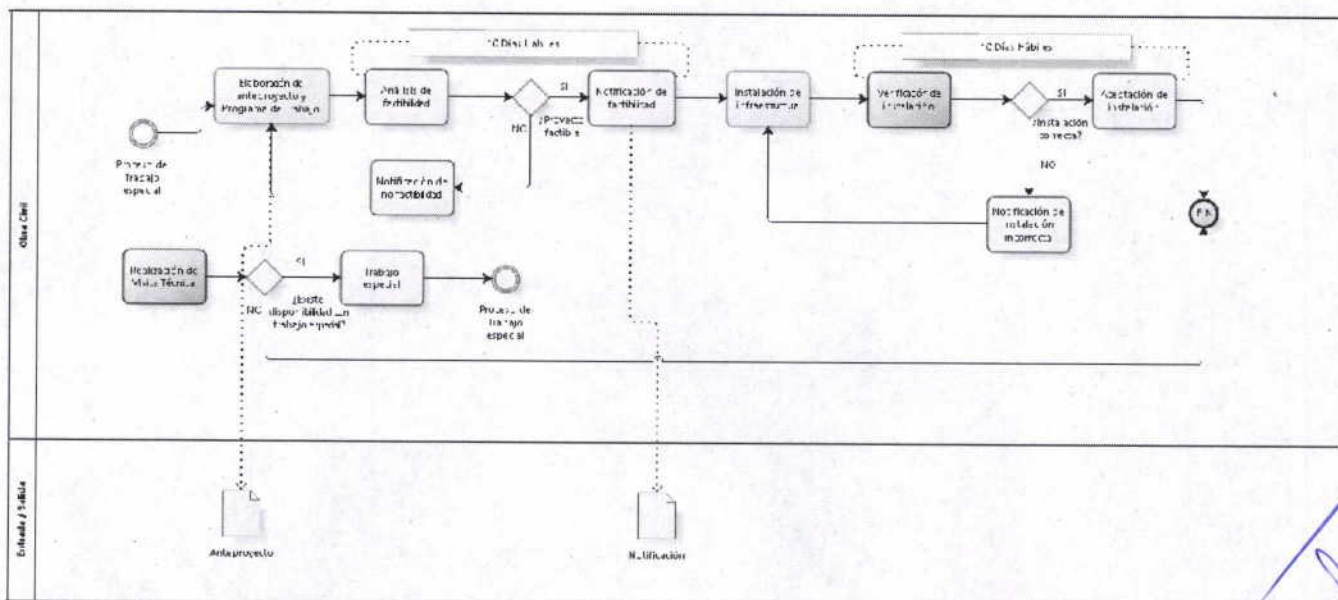 Obra Civil
Días Hábiles
Días Hábiles
Elaboración de
anteproyecto y
Programa de trabajo
Análisis de
factibilidad
SI
NO
¿Proyecto
factible
Notificación de
factibilidad
Instalación de
infraestructura
Verificación de
instalación
SI
¿Instalación
correcta?
NO
Aceptación de
instalación
Proceso de
Trabajo
especial
Notificación de
no factibilidad
Notificación de
instalación
incorrecta
FIN
Realización de
Visita Técnica
SI
NO
¿Existe
disponibilidad con
trabajo especial?
Trabajo
especial
Proceso de
Trabajo
especial
Entrada / Salida
Anteproyecto
Notificación